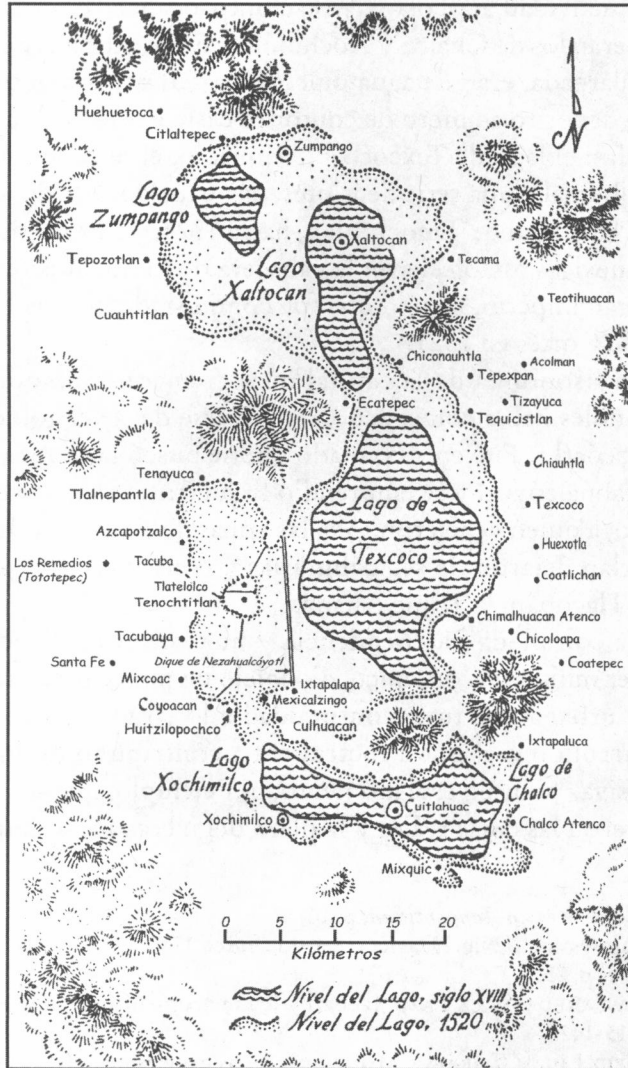 N
Huehuetoca
Citlaltepec
Zumpango
Lago
Zumpango
Xaltocan
Lago
Xaltocan
Tepozotlan
Tecama
Teotihuacan
Cuauhtitlan
Chiconauhtla
Acolman
Tepexpan
Ecatepec
Tizayuca
Tequicistlan
Tenayuca
Chiauhtla
Tlalnepantla
Lago de
Texcoco
Texcoco
Azcapotzalco
Huexotla
Los Remedios
(Tototepec)
Tacuba
Coatlichan
Tlatelolco
Tenochtitlan
Chimalhuacan Atenco
Tacubaya
Chicoloapa
Santa Fe
Dique de Nezahualcóyotl
Coatepec
Mixcoac
Ixtapalapa
Mexicalzingo
Coyoacan
Culhuacan
Huitzilopochco
Ixtapaluca
Lago
Xochimilco
Lago de
Chalco
Cuitlahuac
Xochimilco
Chalco Atenco
Mixquic
0 5 10 15 20
Kilómetros
Nivel del Lago, siglo XVIII
Nivel del Lago, 1520